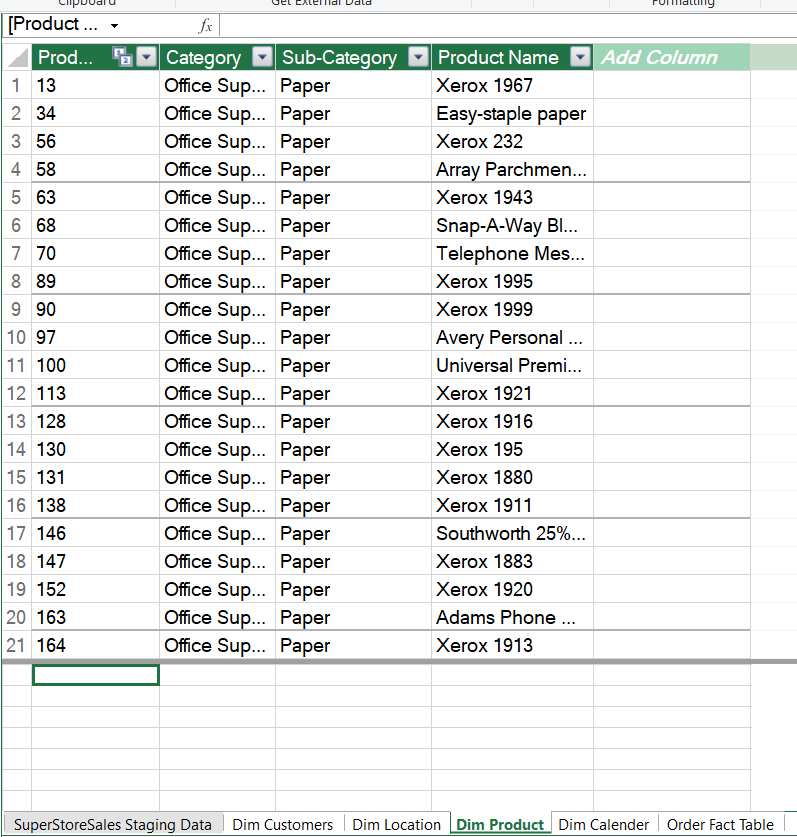 Clipboard Get External Data Formatting
[Product ... fx
Prod... Category Sub-Category Product Name Add Column
1 13 Office Sup... Paper Xerox 1967
2 34 Office Sup... Paper Easy-staple paper
3 56 Office Sup... Paper Xerox 232
4 58 Office Sup... Paper Array Parchmen...
5 63 Office Sup... Paper Xerox 1943
6 68 Office Sup... Paper Snap-A-Way Bl...
7 70 Office Sup... Paper Telephone Mes...
8 89 Office Sup... Paper Xerox 1995
9 90 Office Sup... Paper Xerox 1999
10 97 Office Sup... Paper Avery Personal ...
11 100 Office Sup... Paper Universal Premi...
12 113 Office Sup... Paper Xerox 1921
13 128 Office Sup... Paper Xerox 1916
14 130 Office Sup... Paper Xerox 195
15 131 Office Sup... Paper Xerox 1880
16 138 Office Sup... Paper Xerox 1911
17 146 Office Sup... Paper Southworth 25%...
18 147 Office Sup... Paper Xerox 1883
19 152 Office Sup... Paper Xerox 1920
20 163 Office Sup... Paper Adams Phone ...
21 164 Office Sup... Paper Xerox 1913
SuperStoreSales Staging Data Dim Customers Dim Location Dim Product Dim Calender Order Fact Table